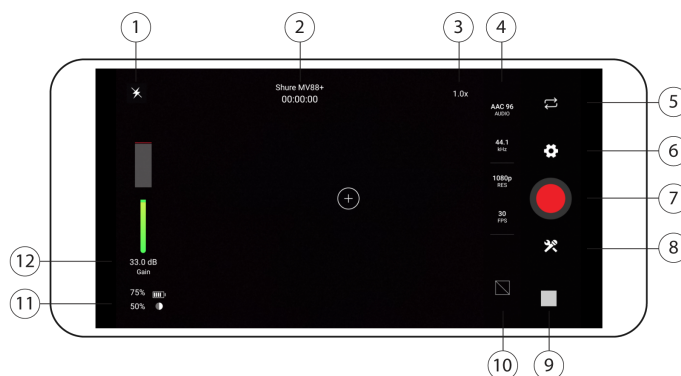 1
2
3
4
Shure MV88+
00:00:00
1.0x
AAC 96
AUDIO
44.1
kHz
1080p
RES
30
FPS
5
6
7
8
33.0 dB
Gain
75%
50%
12
11
10
9